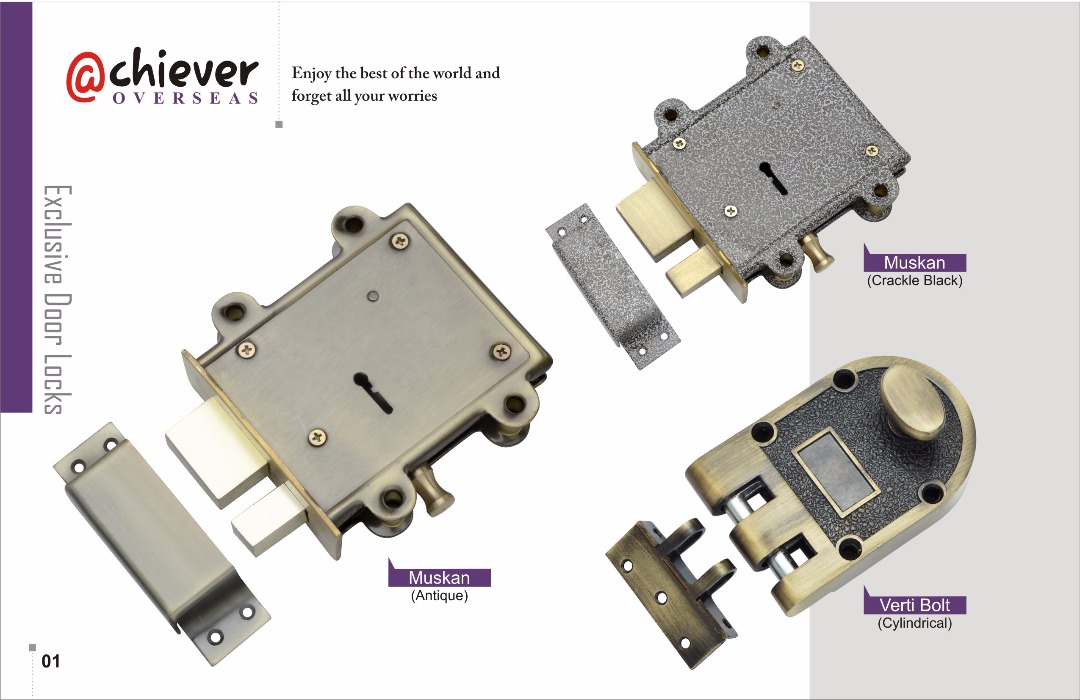 @chiever
OVERSEAS
Enjoy the best of the world and
forget all your worries
Exclusive Door Locks
Muskan
(Crackle Black)
Muskan
(Antique)
Verti Bolt
(Cylindrical)
01